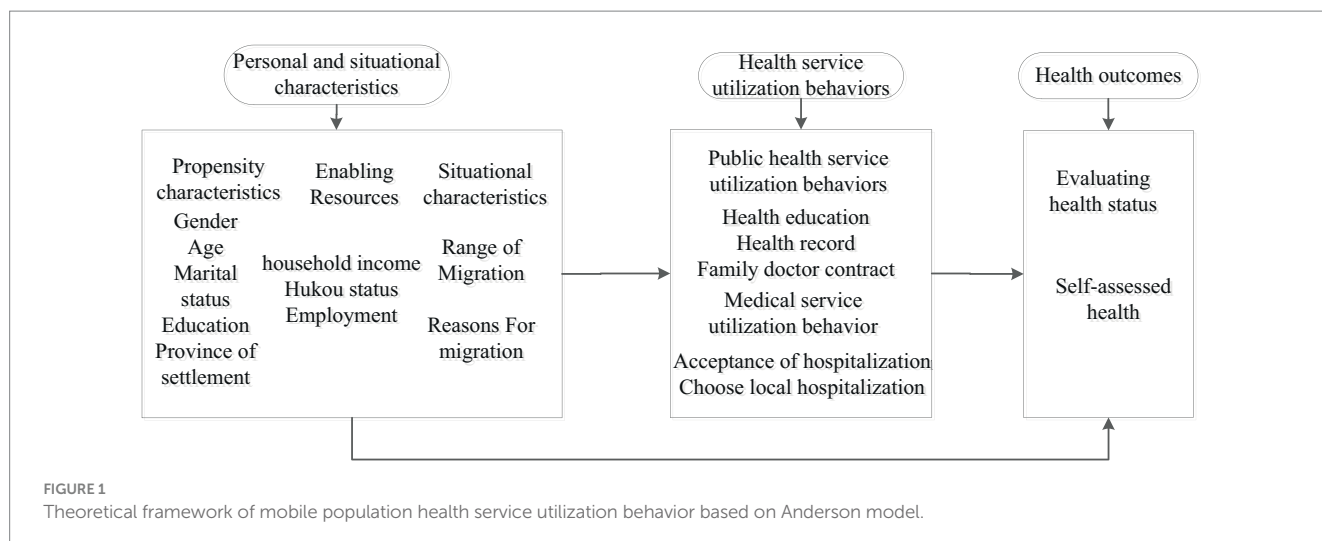 Personal and situational
characteristics
Health service
utilization behaviors
Health outcomes
Propensity
characteristics
Gender
Age
Marital
status
Education
Province of
settlement
Enabling
Resources
household income
Hukou status
Employment
Situational
characteristics
Range of
Migration
Reasons For
migration
Public health service
utilization behaviors
Health education
Health record
Family doctor contract
Medical service
utilization behavior
Acceptance of hospitalization
Choose local hospitalization
Evaluating
health status
Self-assessed
health
FIGURE 1
Theoretical framework of mobile population health service utilization behavior based on Anderson model.